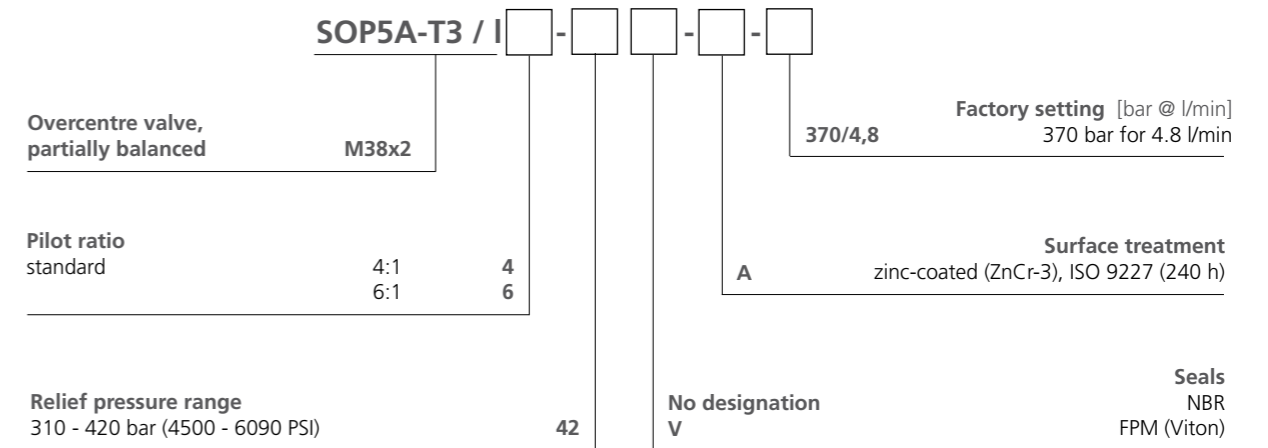 SOP5A-T3 / I - - -
Factory setting [bar @ l/min]
370/4,8 370 bar for 4.8 l/min
Overcentre valve,
partially balanced M38x2
Pilot ratio
standard 4:1 4
6:1 6
Surface treatment
A zinc-coated (ZnCr-3), ISO 9227 (240 h)
Relief pressure range
310 - 420 bar (4500 - 6090 PSI) 42
Seals
No designation NBR
V FPM (Viton)